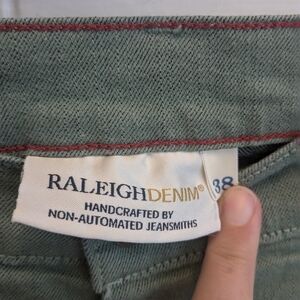 RALEIGHDENIM®
38
HANDCRAFTED BY
NON-AUTOMATED JEANSMITHS